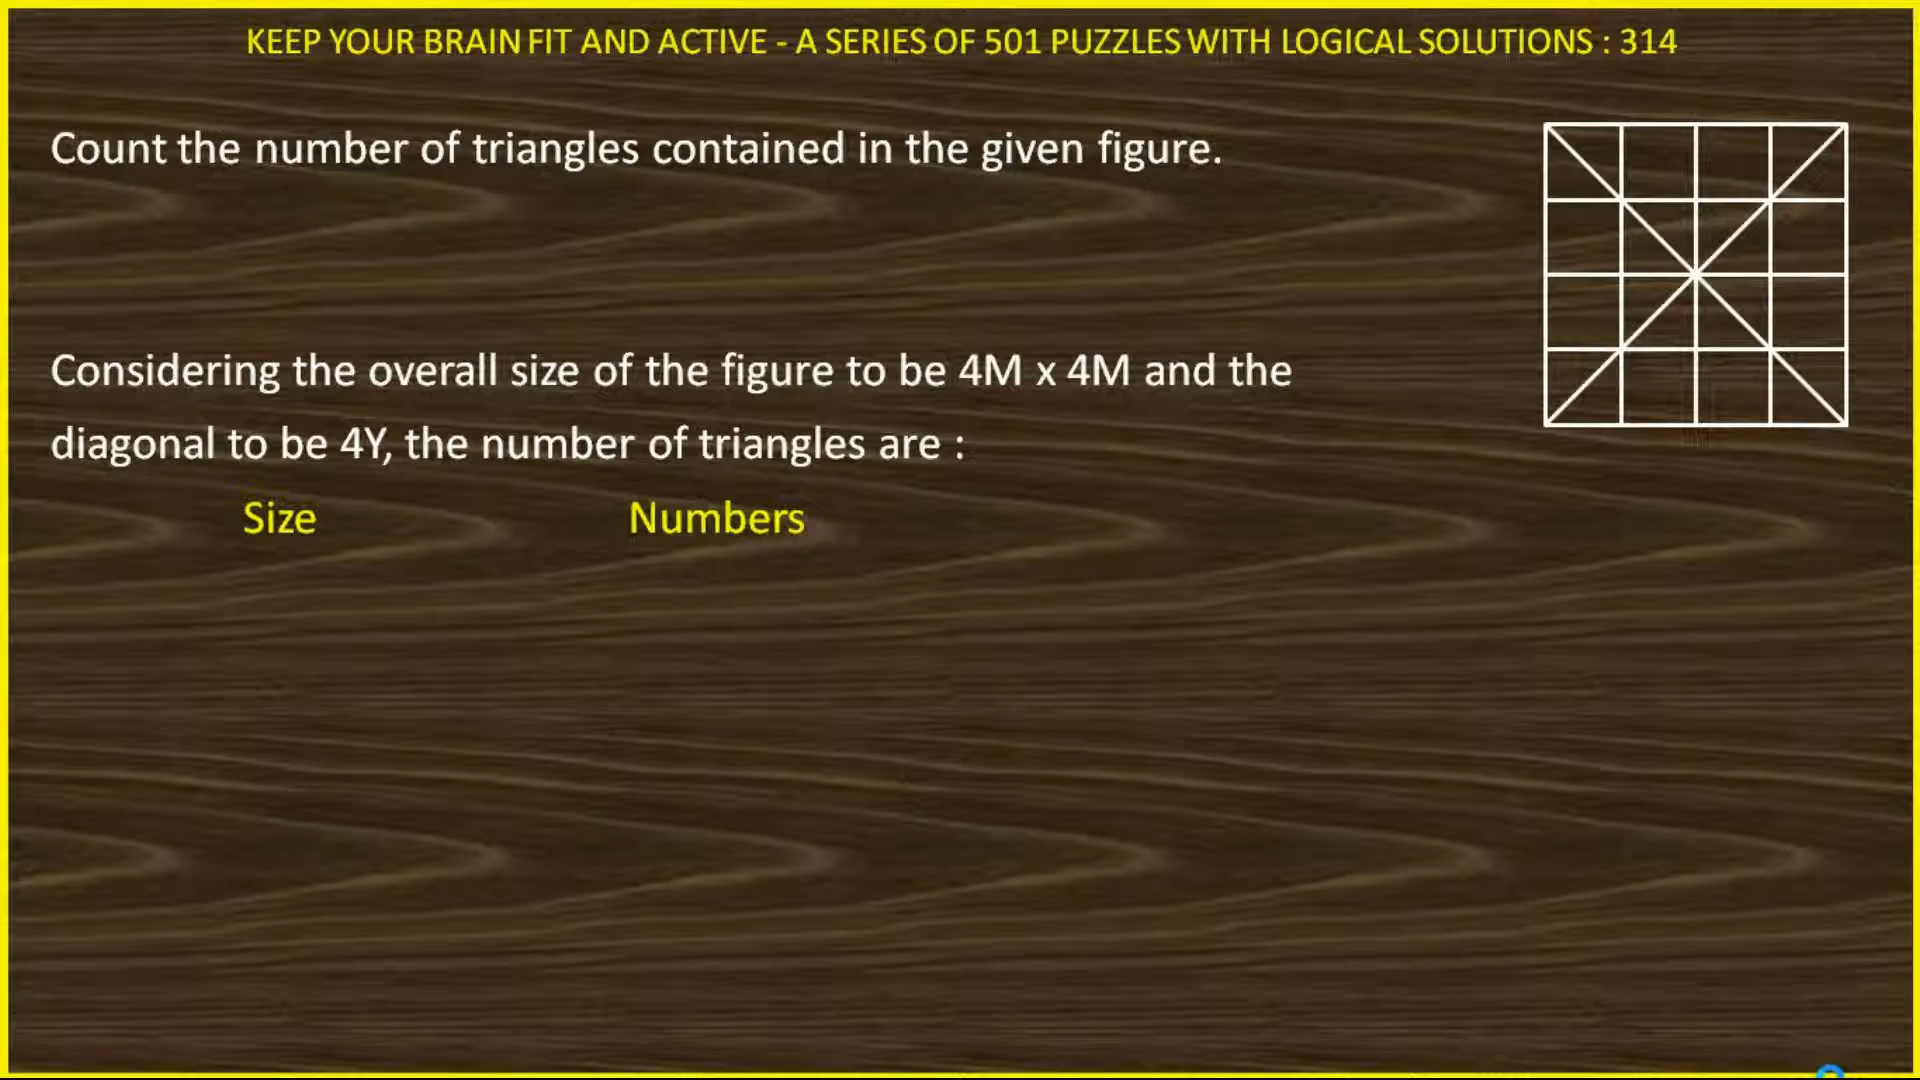 KEEP YOUR BRAIN FIT AND ACTIVE - A SERIES OF 501 PUZZLES WITH LOGICAL SOLUTIONS : 314
Count the number of triangles contained in the given figure.
Considering the overall size of the figure to be 4M x 4M and the
diagonal to be 4Y, the number of triangles are :
Size Numbers